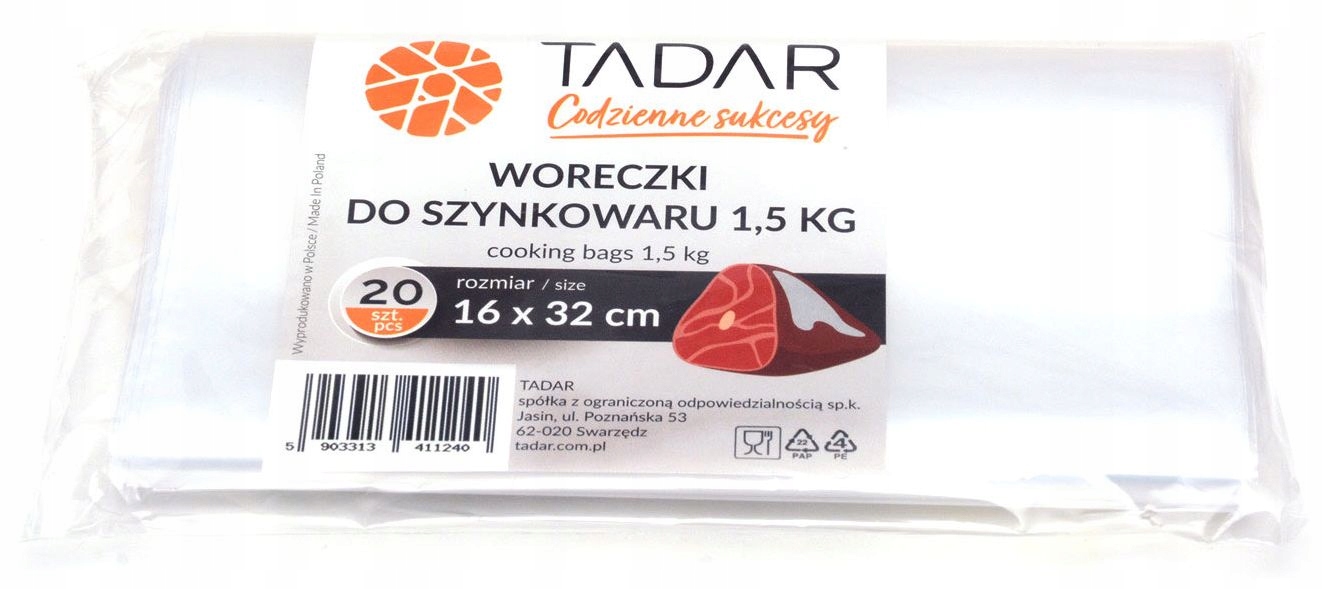 TADAR
Codzienne sukcesy
WORECZKI
DO SZYNKOWARU 1,5 KG
cooking bags 1,5 kg
20
szt.
pcs
rozmiar / size
16 x 32 cm
Wyprodukowano w Polsce / Made In Poland
5 903313 411240
TADAR
spółka z ograniczoną odpowiedzialnością sp.k.
Jasin, ul. Poznańska 53
62-020 Swarzędz
tadar.com.pl
22
PAP
4
PE